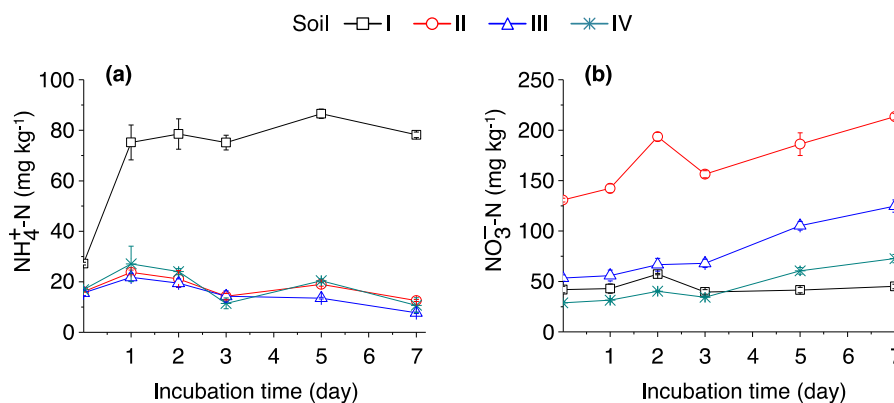 Soil I II III IV
(a) (b)
100 250
80 200
60 150
40 100
20 50
0 0
NH₄⁺-N (mg kg⁻¹)
NO₃⁻-N (mg kg⁻¹)
1 2 3 4 5 6 7 1 2 3 4 5 6 7
Incubation time (day) Incubation time (day)